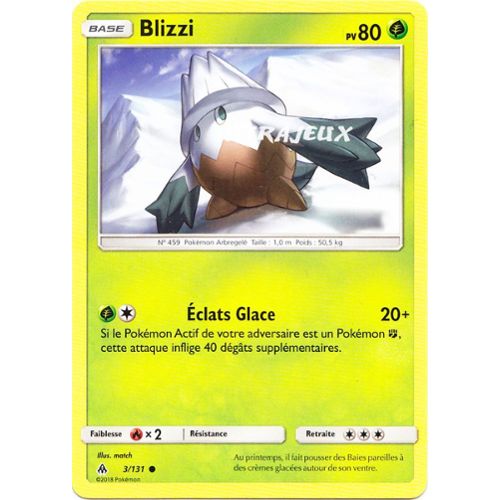 BASE Blizzi PV80
RAJEUX
N° 459 Pokémon Arbregelé Taille : 1,0 m Poids : 50,5 kg
Éclats Glace 20+
Si le Pokémon Actif de votre adversaire est un Pokémon ,
cette attaque inflige 40 dégâts supplémentaires.
Faiblesse × 2 Résistance Retraite
Illus. match
3/131
©2018 Pokémon
Au printemps, il fait pousser des Baies pareilles à
des crèmes glacées autour de son ventre.